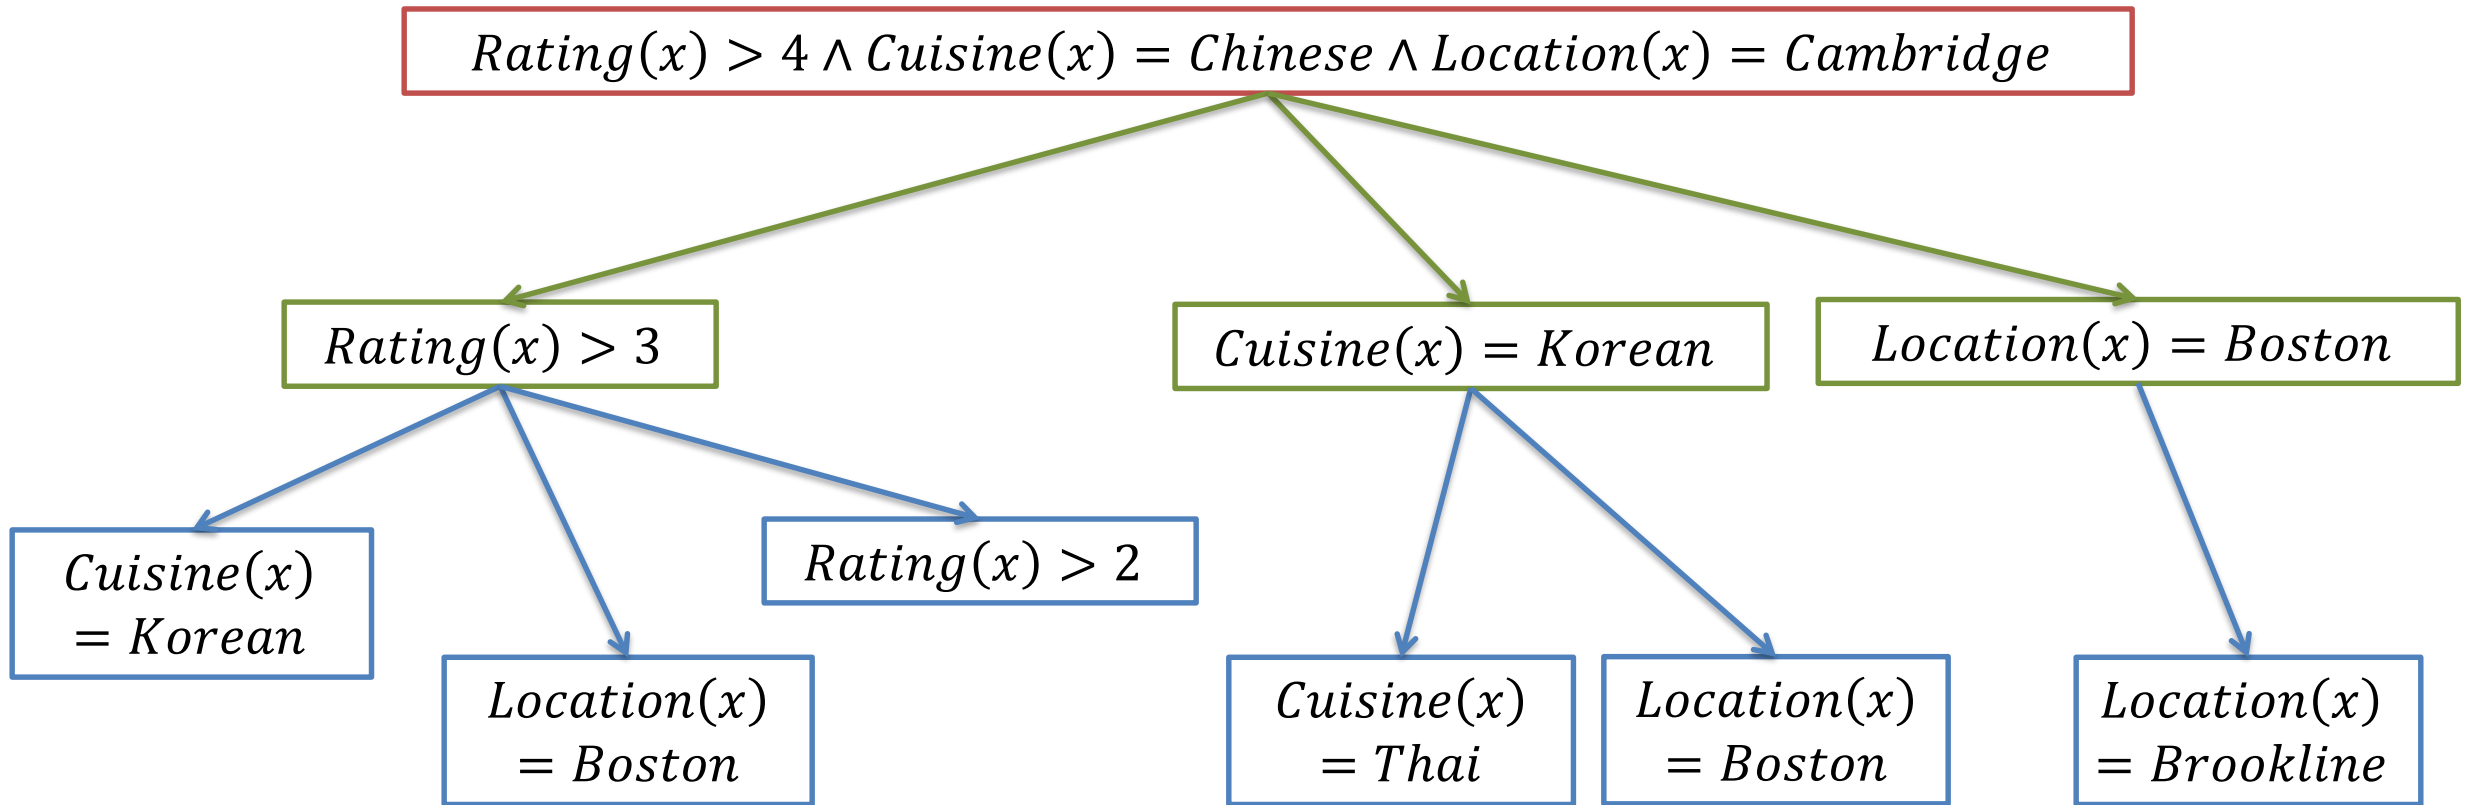 Rating(x) > 4 ∧ Cuisine(x) = Chinese ∧ Location(x) = Cambridge
Rating(x) > 3
Cuisine(x) = Korean
Location(x) = Boston
Cuisine(x)
= Korean
Location(x)
= Boston
Rating(x) > 2
Cuisine(x)
= Thai
Location(x)
= Boston
Location(x)
= Brookline